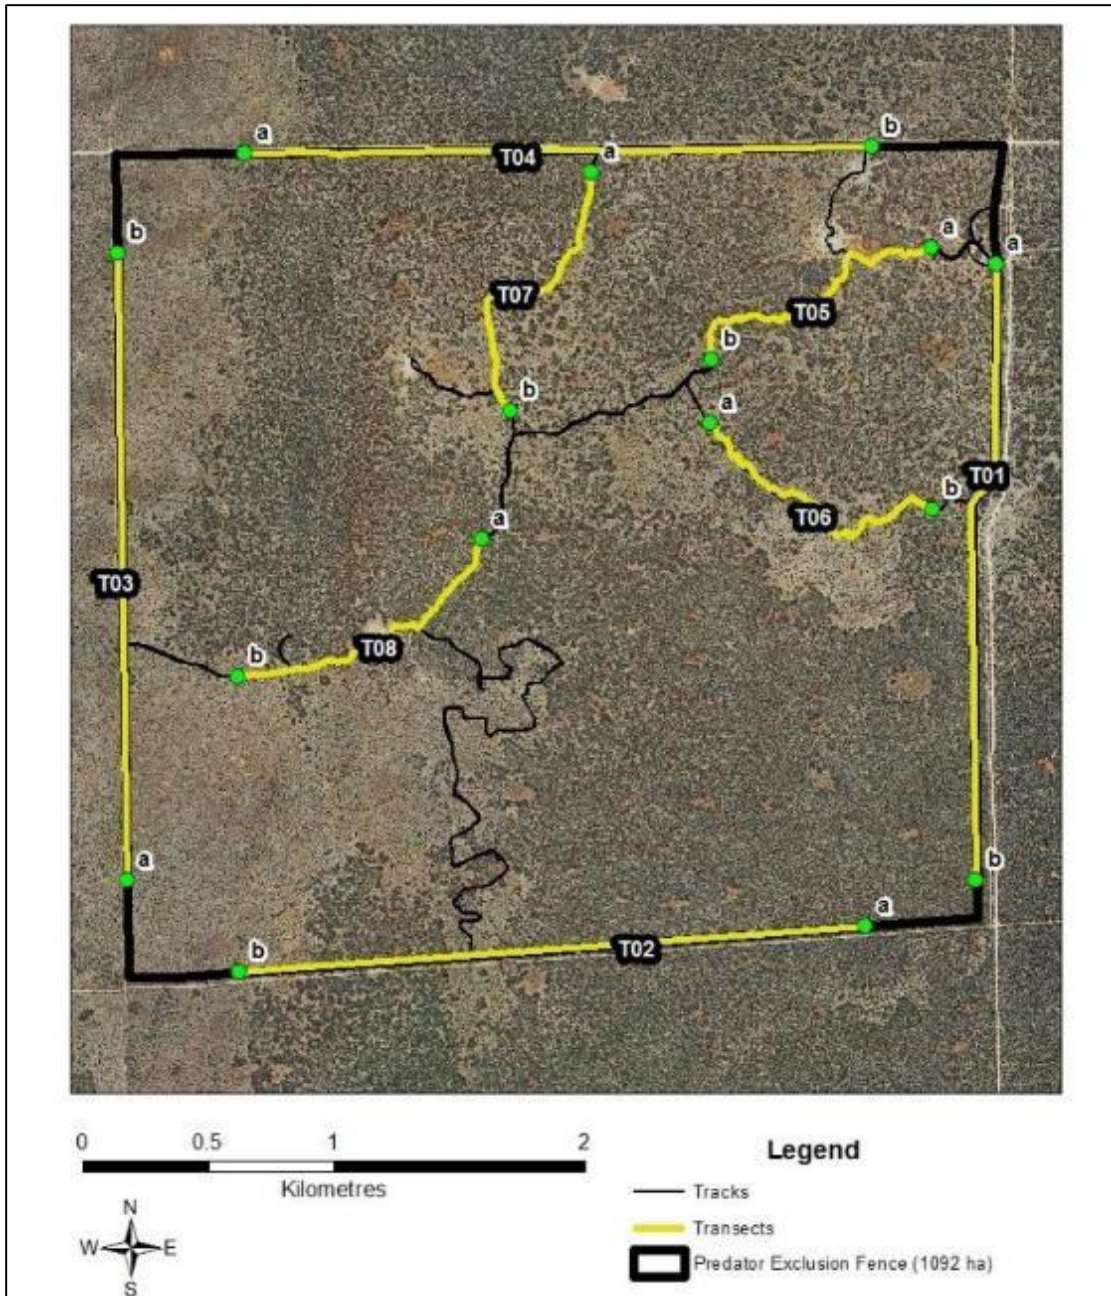 a
b
T04
a
b
a
a
T07
T05
b
b
a
T01
b
T06
a
T03
b
T08
a
b
a
b
T02
0 0.5 1 2
Kilometres
N
W E
S
Legend
Tracks
Transects
Predator Exclusion Fence (1092 ha)